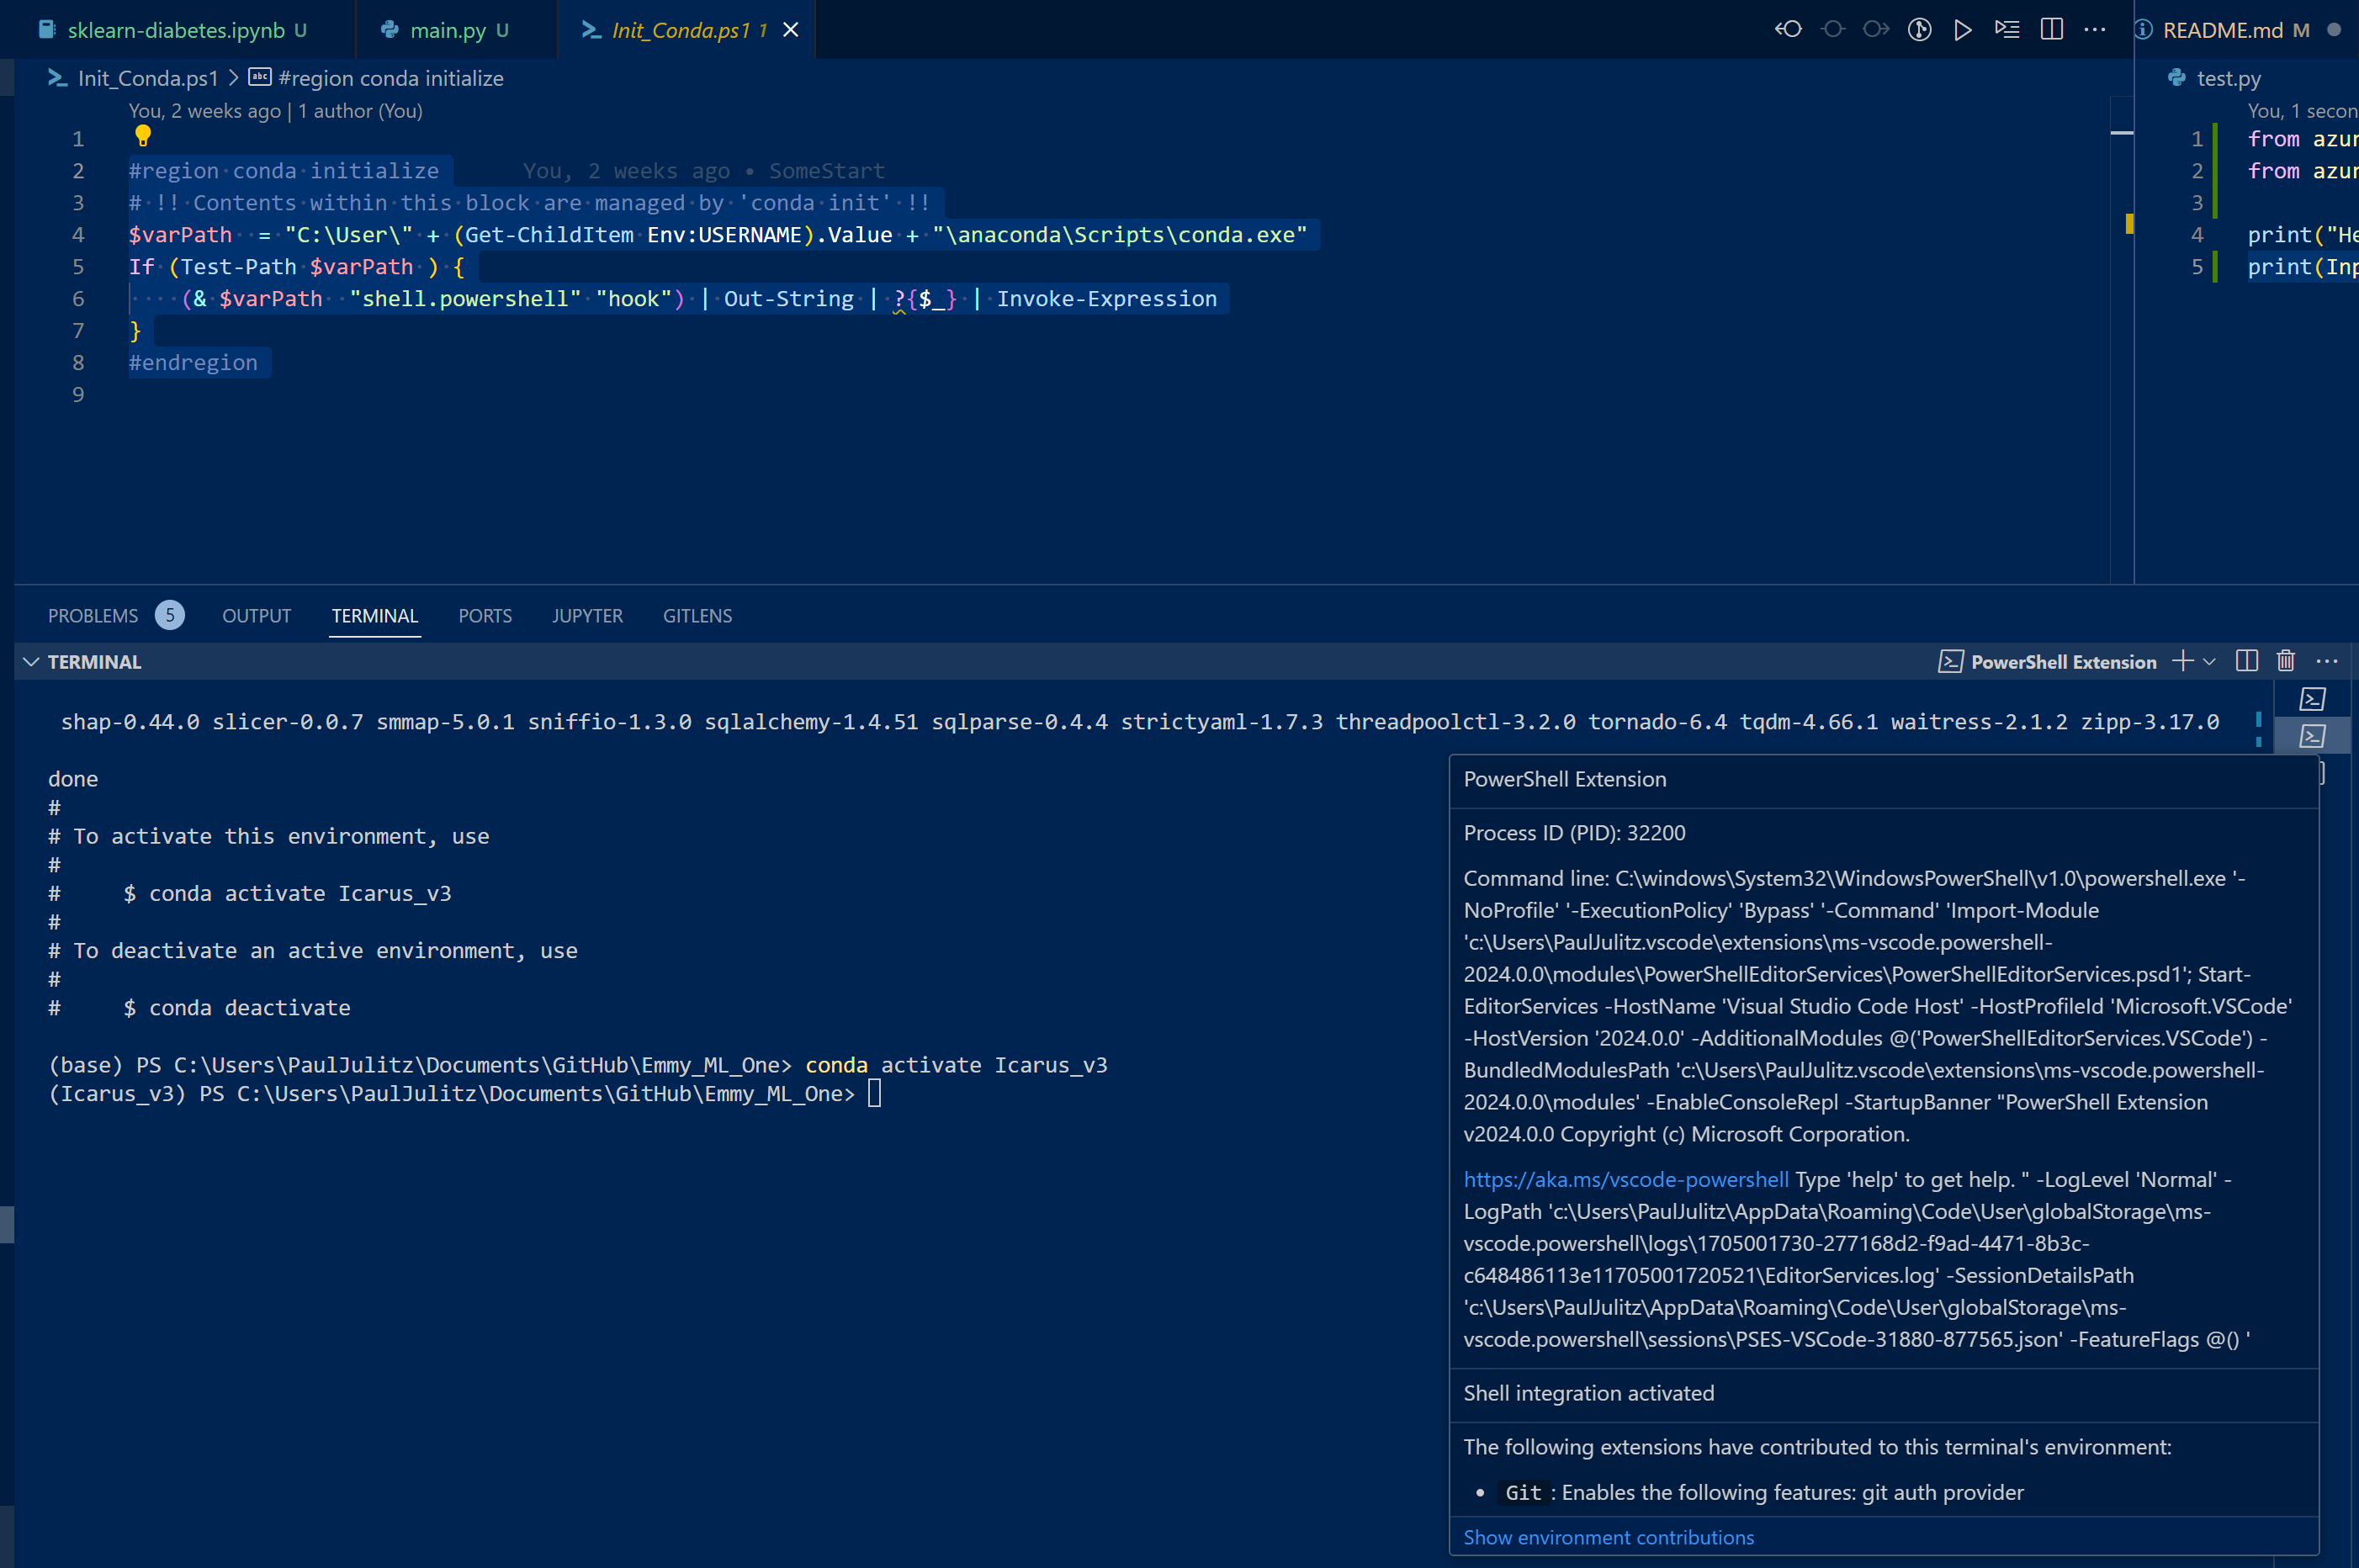 sklearn-diabetes.ipynb U
main.py U
Init_Conda.ps1 1
README.md M
Init_Conda.ps1 > #region conda initialize
test.py
You, 2 weeks ago | 1 author (You)
1
2 #region conda initialize You, 2 weeks ago • SomeStart
3 # !! Contents within this block are managed by 'conda init' !!
4 $varPath = "C:\User\" + (Get-ChildItem Env:USERNAME).Value + "\anaconda\Scripts\conda.exe"
5 If (Test-Path $varPath ) {
6 (& $varPath "shell.powershell" "hook") | Out-String | ?{$_} | Invoke-Expression
7 }
8 #endregion
9
You, 1 secon
1 from azur
2 from azur
3
4 print("He
5 print(Inp
PROBLEMS 5 OUTPUT TERMINAL PORTS JUPYTER GITLENS
TERMINAL
PowerShell Extension
shap-0.44.0 slicer-0.0.7 smmap-5.0.1 sniffio-1.3.0 sqlalchemy-1.4.51 sqlparse-0.4.4 strictyaml-1.7.3 threadpoolctl-3.2.0 tornado-6.4 tqdm-4.66.1 waitress-2.1.2 zipp-3.17.0
done
#
# To activate this environment, use
#
# $ conda activate Icarus_v3
#
# To deactivate an active environment, use
#
# $ conda deactivate
(base) PS C:\Users\PaulJulitz\Documents\GitHub\Emmy_ML_One> conda activate Icarus_v3
(Icarus_v3) PS C:\Users\PaulJulitz\Documents\GitHub\Emmy_ML_One>
PowerShell Extension
Process ID (PID): 32200
Command line: C:\windows\System32\WindowsPowerShell\v1.0\powershell.exe '-
NoProfile' '-ExecutionPolicy' 'Bypass' '-Command' 'Import-Module
'c:\Users\PaulJulitz.vscode\extensions\ms-vscode.powershell-
2024.0.0\modules\PowerShellEditorServices\PowerShellEditorServices.psd1'; Start-
EditorServices -HostName 'Visual Studio Code Host' -HostProfileId 'Microsoft.VSCode'
-HostVersion '2024.0.0' -AdditionalModules @('PowerShellEditorServices.VSCode') -
BundledModulesPath 'c:\Users\PaulJulitz.vscode\extensions\ms-vscode.powershell-
2024.0.0\modules' -EnableConsoleRepl -StartupBanner "PowerShell Extension
v2024.0.0 Copyright (c) Microsoft Corporation.
https://aka.ms/vscode-powershell Type 'help' to get help. " -LogLevel 'Normal' -
LogPath 'c:\Users\PaulJulitz\AppData\Roaming\Code\User\globalStorage\ms-
vscode.powershell\logs\1705001730-277168d2-f9ad-4471-8b3c-
c648486113e11705001720521\EditorServices.log' -SessionDetailsPath
'c:\Users\PaulJulitz\AppData\Roaming\Code\User\globalStorage\ms-
vscode.powershell\sessions\PSES-VSCode-31880-877565.json' -FeatureFlags @() '
Shell integration activated
The following extensions have contributed to this terminal's environment:
• Git : Enables the following features: git auth provider
Show environment contributions